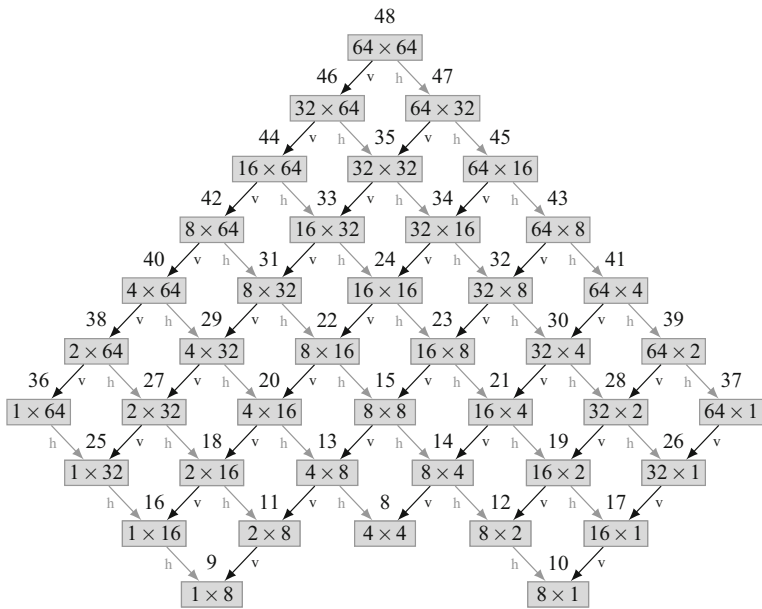 48
64 × 64
v h
46 47
32 × 64 64 × 32
v h v h
44 35 45
16 × 64 32 × 32 64 × 16
v h v h v h
42 33 34 43
8 × 64 16 × 32 32 × 16 64 × 8
v h v h v h v h
40 31 24 32 41
4 × 64 8 × 32 16 × 16 32 × 8 64 × 4
v h v h v h v h v h
38 29 22 23 30 39
2 × 64 4 × 32 8 × 16 16 × 8 32 × 4 64 × 2
v h v h v h v h v h v h
36 27 20 15 21 28 37
1 × 64 2 × 32 4 × 16 8 × 8 16 × 4 32 × 2 64 × 1
h v h v h v h v h v h v
25 18 13 14 19 26
1 × 32 2 × 16 4 × 8 8 × 4 16 × 2 32 × 1
h v h v h v h v h v
16 11 8 12 17
1 × 16 2 × 8 4 × 4 8 × 2 16 × 1
h v h v
9 10
1 × 8 8 × 1